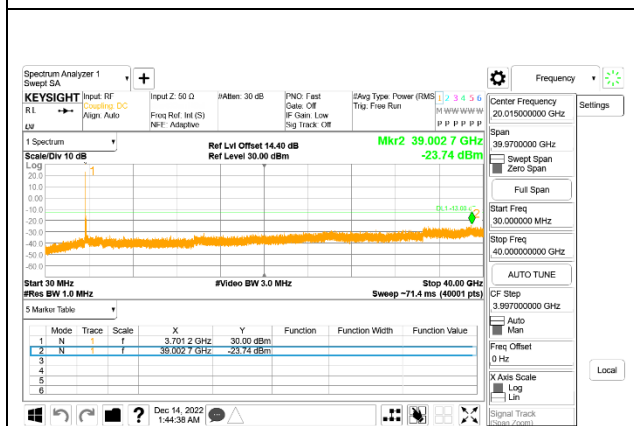 Spectrum Analyzer 1
Swept SA
+
Frequency
KEYSIGHT Input: RF Input Z: 50 Ω #Atten: 30 dB PNO: Fast #Avg Type: Power (RMS 1 2 3 4 5 6
RL Coupling: DC Gate: Off Trig: Free Run M W W W W W
Align: Auto Freq Ref: Int (S) IF Gain: Low
NFE: Adaptive Sig Track: Off P P P P P P
Center Frequency
20.015000000 GHz
Settings
1 Spectrum
Ref Lvl Offset 14.40 dB
Mkr2 39.002 7 GHz
Scale/Div 10 dB
Ref Level 30.00 dBm
-23.74 dBm
Span
39.9700000 GHz
Swept Span
Zero Span
Log
20.0
10.0
0.00
-10.0
-20.0
-30.0
-40.0
-50.0
-60.0
1
DL1 -13.00
2
Full Span
Start Freq
30.000000 MHz
Stop Freq
40.000000000 GHz
AUTO TUNE
Start 30 MHz #Video BW 3.0 MHz Stop 40.00 GHz
#Res BW 1.0 MHz Sweep ~71.4 ms (40001 pts)
CF Step
3.997000000 GHz
Auto
Man
5 Marker Table
Mode Trace Scale X Y Function Function Width Function Value
1 N 1 f 3.701 2 GHz 30.00 dBm
2 N 1 f 39.002 7 GHz -23.74 dBm
3
4
5
6
Freq Offset
0 Hz
X Axis Scale
Log
Lin
Local
Signal Track
(Span Zoom)
? Dec 14, 2022
1:44:38 AM